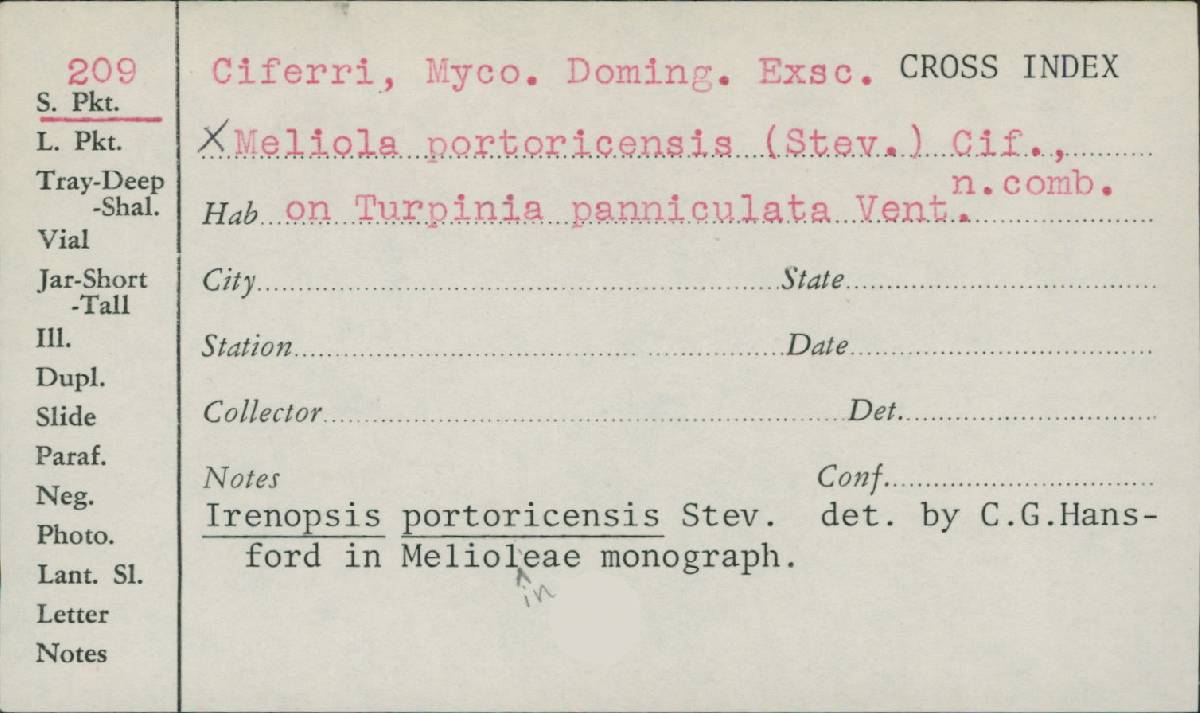 209
S. Pkt.
L. Pkt.
Tray-Deep
-Shal.
Vial
Jar-Short
-Tall
Ill.
Dupl.
Slide
Paraf.
Neg.
Photo.
Lant. Sl.
Letter
Notes
Ciferri, Myco. Doming. Exsc. CROSS INDEX
X Meliola portoricensis (Stev.) Cif.,
n.comb.
Hab on Turpinia panniculata Vent.
City State
Station Date
Collector Det.
Notes Conf.
Irenopsis portoricensis Stev. det. by C.G.Hans-
ford in Melioleae monograph.
in